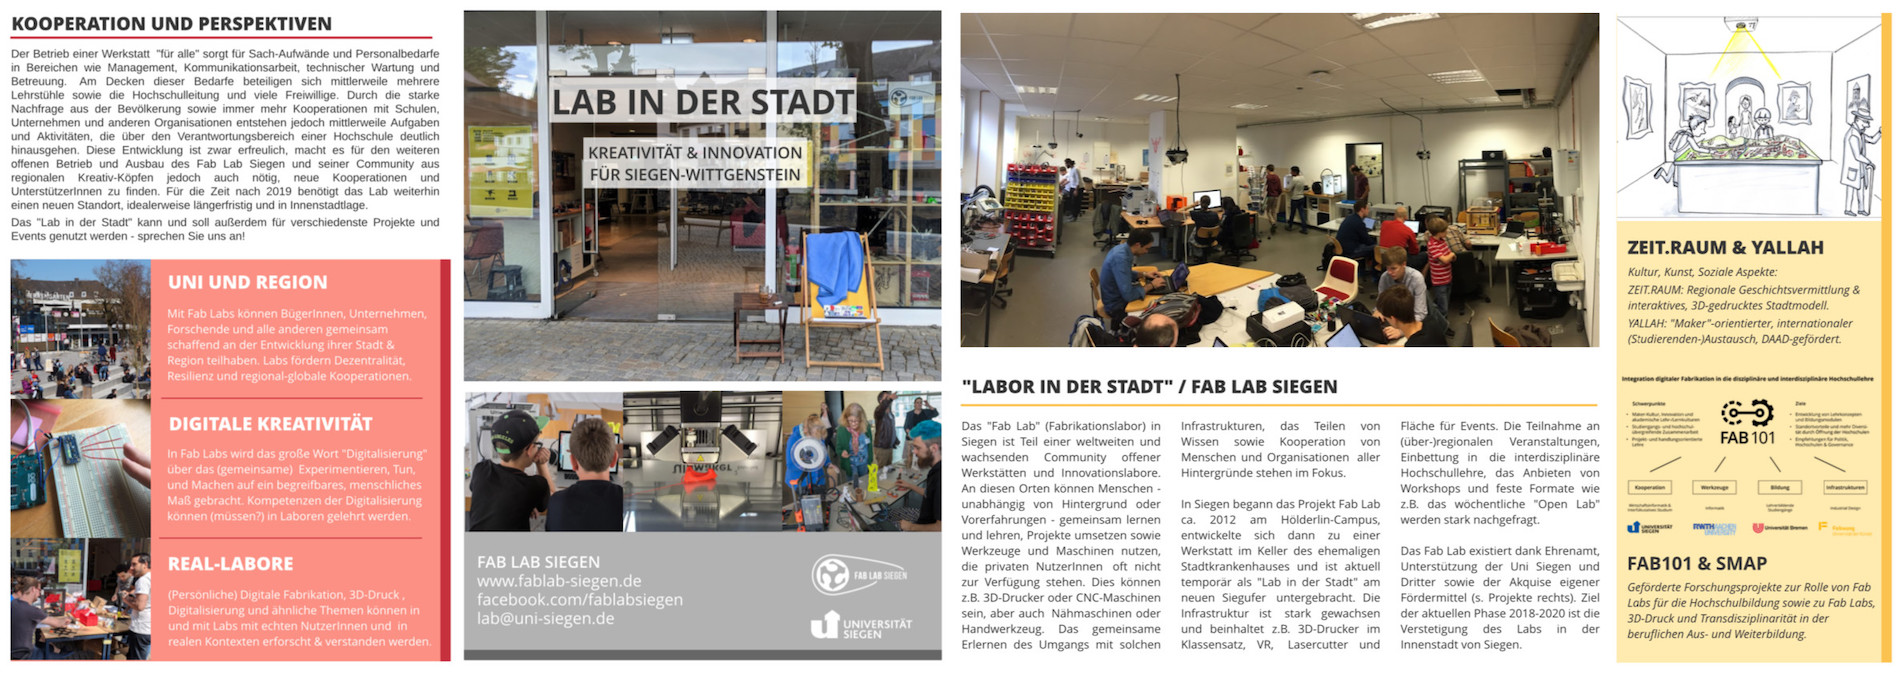 KOOPERATION UND PERSPEKTIVEN
Der Betrieb einer Werkstatt "für alle" sorgt für Sach-Aufwände und Personalbedarfe
in Bereichen wie Management, Kommunikationsarbeit, technischer Wartung und
Betreuung. Am Decken dieser Bedarfe beteiligen sich mittlerweile mehrere
Lehrstühle sowie die Hochschulleitung und viele Freiwillige. Durch die starke
Nachfrage aus der Bevölkerung sowie immer mehr Kooperationen mit Schulen,
Unternehmen und anderen Organisationen entstehen jedoch mittlerweile Aufgaben
und Aktivitäten, die über den Verantwortungsbereich einer Hochschule deutlich
hinausgehen. Diese Entwicklung ist zwar erfreulich, macht es für den weiteren
offenen Betrieb und Ausbau des Fab Lab Siegen und seiner Community aus
regionalen Kreativ-Köpfen jedoch auch nötig, neue Kooperationen und
UnterstützerInnen zu finden. Für die Zeit nach 2019 benötigt das Lab weiterhin
einen neuen Standort, idealerweise längerfristig und in Innenstadtlage.
Das "Lab in der Stadt" kann und soll außerdem für verschiedenste Projekte und
Events genutzt werden - sprechen Sie uns an!
UNI UND REGION
Mit Fab Labs können BügerInnen, Unternehmen,
Forschende und alle anderen gemeinsam
schaffend an der Entwicklung ihrer Stadt &
Region teilhaben. Labs fördern Dezentralität,
Resilienz und regional-globale Kooperationen.
DIGITALE KREATIVITÄT
In Fab Labs wird das große Wort "Digitalisierung"
über das (gemeinsame) Experimentieren, Tun,
und Machen auf ein begreifbares, menschliches
Maß gebracht. Kompetenzen der Digitalisierung
können (müssen?) in Laboren gelehrt werden.
REAL-LABORE
(Persönliche) Digitale Fabrikation, 3D-Druck ,
Digitalisierung und ähnliche Themen können in
und mit Labs mit echten NutzerInnen und in
realen Kontexten erforscht & verstanden werden.
LAB IN DER STADT
KREATIVITÄT & INNOVATION
FÜR SIEGEN-WITTGENSTEIN
FAB LAB SIEGEN
www.fablab-siegen.de
facebook.com/fablabsiegen
lab@uni-siegen.de
FAB LAB SIEGEN
UNIVERSITÄT
SIEGEN
"LABOR IN DER STADT" / FAB LAB SIEGEN
Das "Fab Lab" (Fabrikationslabor) in
Siegen ist Teil einer weltweiten und
wachsenden Community offener
Werkstätten und Innovationslabore.
An diesen Orten können Menschen -
unabhängig von Hintergrund oder
Vorerfahrungen - gemeinsam lernen
und lehren, Projekte umsetzen sowie
Werkzeuge und Maschinen nutzen,
die privaten NutzerInnen oft nicht
zur Verfügung stehen. Dies können
z.B. 3D-Drucker oder CNC-Maschinen
sein, aber auch Nähmaschinen oder
Handwerkzeug. Das gemeinsame
Erlernen des Umgangs mit solchen
Infrastrukturen, das Teilen von
Wissen sowie Kooperation von
Menschen und Organisationen aller
Hintergründe stehen im Fokus.
In Siegen begann das Projekt Fab Lab
ca. 2012 am Hölderlin-Campus,
entwickelte sich dann zu einer
Werkstatt im Keller des ehemaligen
Stadtkrankenhauses und ist aktuell
temporär als "Lab in der Stadt" am
neuen Siegufer untergebracht. Die
Infrastruktur ist stark gewachsen
und beinhaltet z.B. 3D-Drucker im
Klassensatz, VR, Lasercutter und
Fläche für Events. Die Teilnahme an
(über-)regionalen Veranstaltungen,
Einbettung in die interdisziplinäre
Hochschullehre, das Anbieten von
Workshops und feste Formate wie
z.B. das wöchentliche "Open Lab"
werden stark nachgefragt.
Das Fab Lab existiert dank Ehrenamt,
Unterstützung der Uni Siegen und
Dritter sowie der Akquise eigener
Fördermittel (s. Projekte rechts). Ziel
der aktuellen Phase 2018-2020 ist die
Verstetigung des Labs in der
Innenstadt von Siegen.
ZEIT.RAUM & YALLAH
Kultur, Kunst, Soziale Aspekte:
ZEIT.RAUM: Regionale Geschichtsvermittlung &
interaktives, 3D-gedrucktes Stadtmodell.
YALLAH: "Maker"-orientierter, internationaler
(Studierenden-)Austausch, DAAD-gefördert.
Integration digitaler Fabrikation in die disziplinäre und interdisziplinäre Hochschullehre
Schwerpunkte
Ziele
FAB 101
Kooperation
Werkzeuge
Bildung
Infrastrukturen
Informatik
Industrial Design
UNIVERSITÄT
SIEGEN
RWTH AACHEN
UNIVERSITY
Universität Bremen
FAB101 & SMAP
Geförderte Forschungsprojekte zur Rolle von Fab
Labs für die Hochschulbildung sowie zu Fab Labs,
3D-Druck und Transdisziplinarität in der
beruflichen Aus- und Weiterbildung.